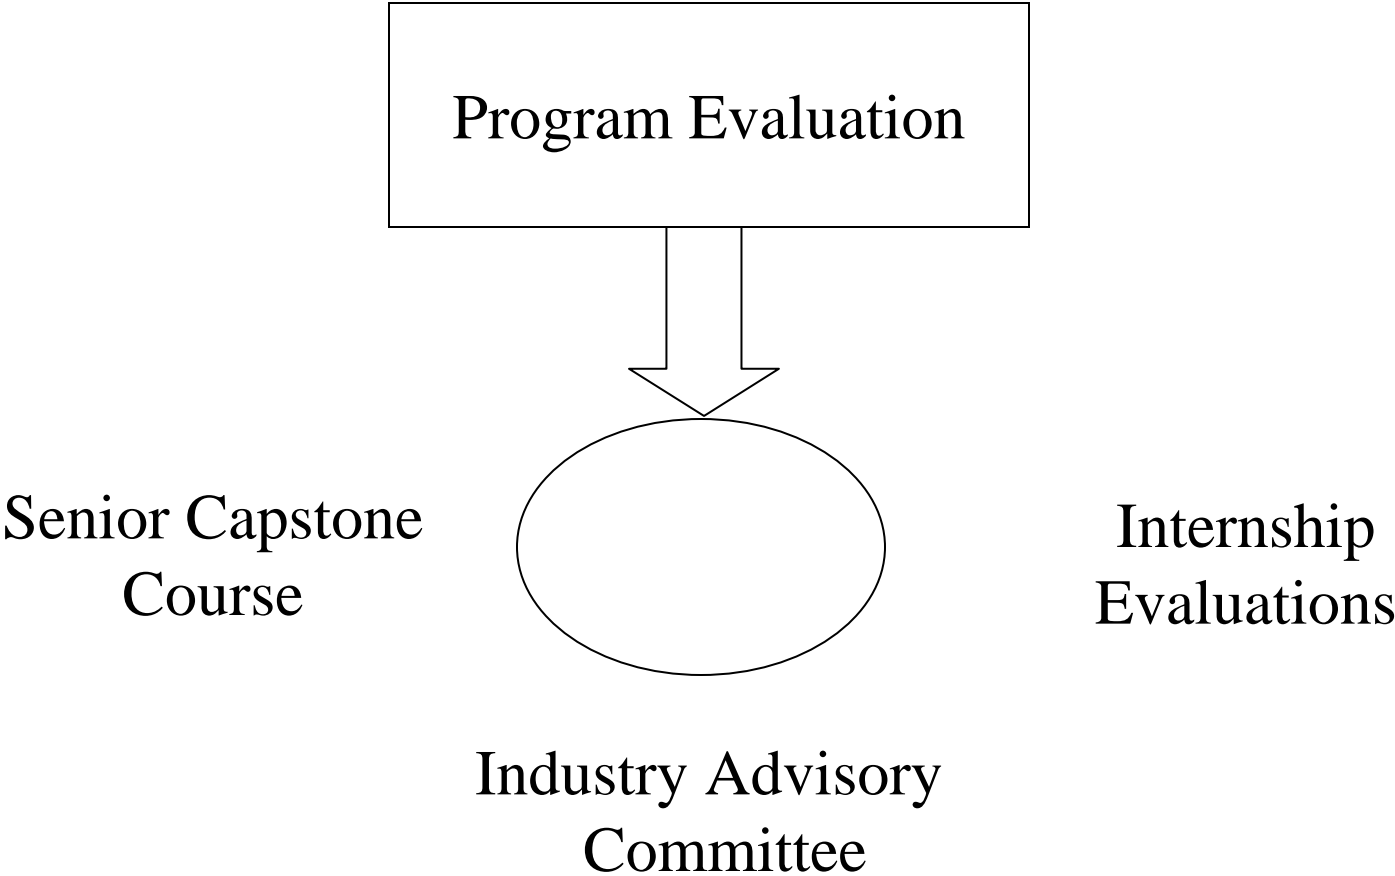 Program Evaluation
Senior Capstone
Course
Internship
Evaluations
Industry Advisory
Committee